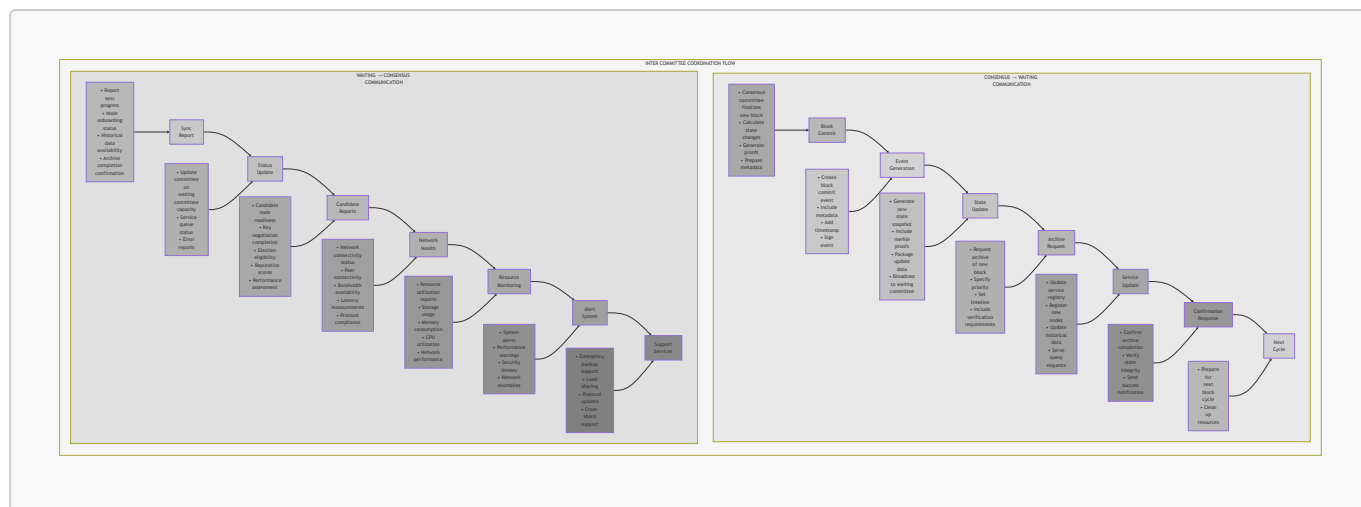 INTER COMMITTEE COORDINATION FLOW
WAITING → CONSENSUS
COMMUNICATION
• Report
sync
progress
• Node
onboarding
status
• Historical
data
availability
• Archive
completion
confirmation
Sync
Report
• Update
committee
on
waiting
committee
capacity
• Service
queue
status
• Error
reports
Status
Update
• Candidate
node
readiness
• Key
negotiation
completion
• Election
eligibility
• Reputation
scores
• Performance
assessment
Candidate
Reports
• Network
connectivity
status
• Peer
connectivity
• Bandwidth
availability
• Latency
measurements
• Protocol
compliance
Network
Health
• Resource
utilization
reports
• Storage
usage
• Memory
consumption
• CPU
utilization
• Network
performance
Resource
Monitoring
• System
alerts
• Performance
warnings
• Security
threats
• Network
anomalies
Alert
System
• Emergency
backup
support
• Load
sharing
• Protocol
updates
• Cross-
shard
support
Support
Services
CONSENSUS → WAITING
COMMUNICATION
• Consensus
committee
finalizes
new block
• Calculate
state
changes
• Generate
proofs
• Prepare
metadata
Block
Commit
• Create
block
commit
event
• Include
metadata
• Add
timestamp
• Sign
event
Event
Generation
• Generate
new
state
snapshot
• Include
merkle
proofs
• Package
update
data
• Broadcast
to waiting
committee
State
Update
• Request
archive
of new
block
• Specify
priority
• Set
timeline
• Include
verification
requirements
Archive
Request
• Update
service
registry
• Register
new
nodes
• Update
historical
data
• Serve
query
requests
Service
Update
• Confirm
archive
completion
• Verify
state
integrity
• Send
success
notification
Confirmation
Response
• Prepare
for
next
block
cycle
• Clean
up
resources
Next
Cycle